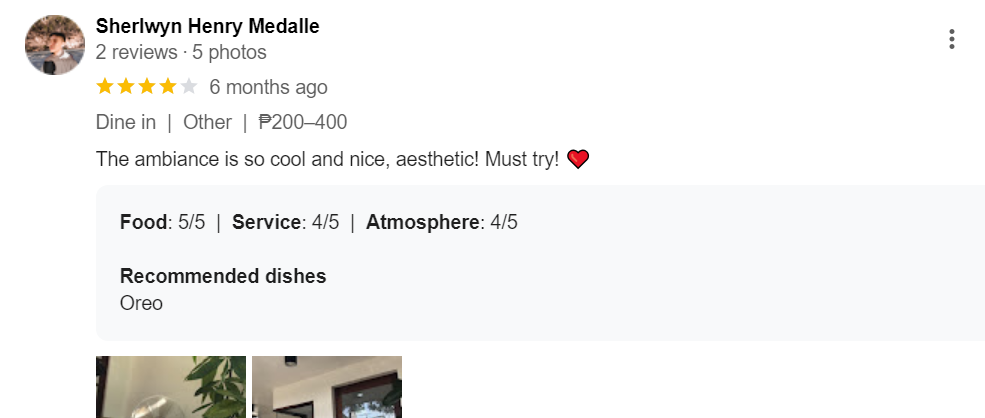 Sherlwyn Henry Medalle
2 reviews · 5 photos
6 months ago
Dine in | Other | ₱200–400
The ambiance is so cool and nice, aesthetic! Must try! ❤️
Food: 5/5 | Service: 4/5 | Atmosphere: 4/5
Recommended dishes
Oreo